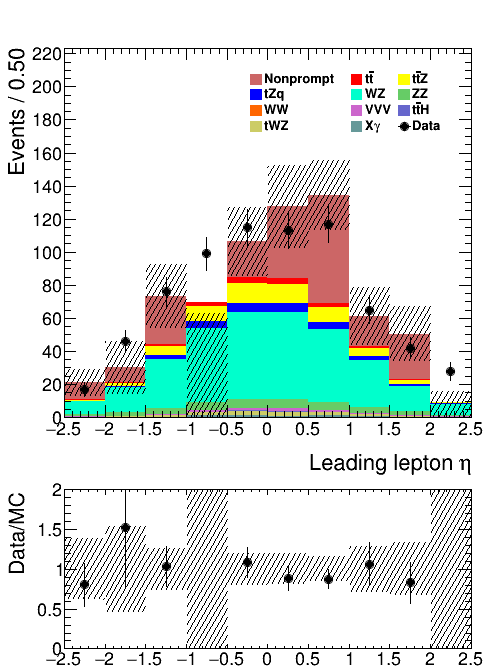 Events / 0.50
220
200
180
160
140
120
100
80
60
40
20
0
Nonprompt tt̄ tt̄Z
tZq WZ ZZ
WW VVV tt̄H
tWZ Xγ Data
−2.5 −2 −1.5 −1 −0.5 0 0.5 1 1.5 2 2.5
Leading lepton η
Data/MC
2
1.5
1
0.5
0
−2.5 −2 −1.5 −1 −0.5 0 0.5 1 1.5 2 2.5